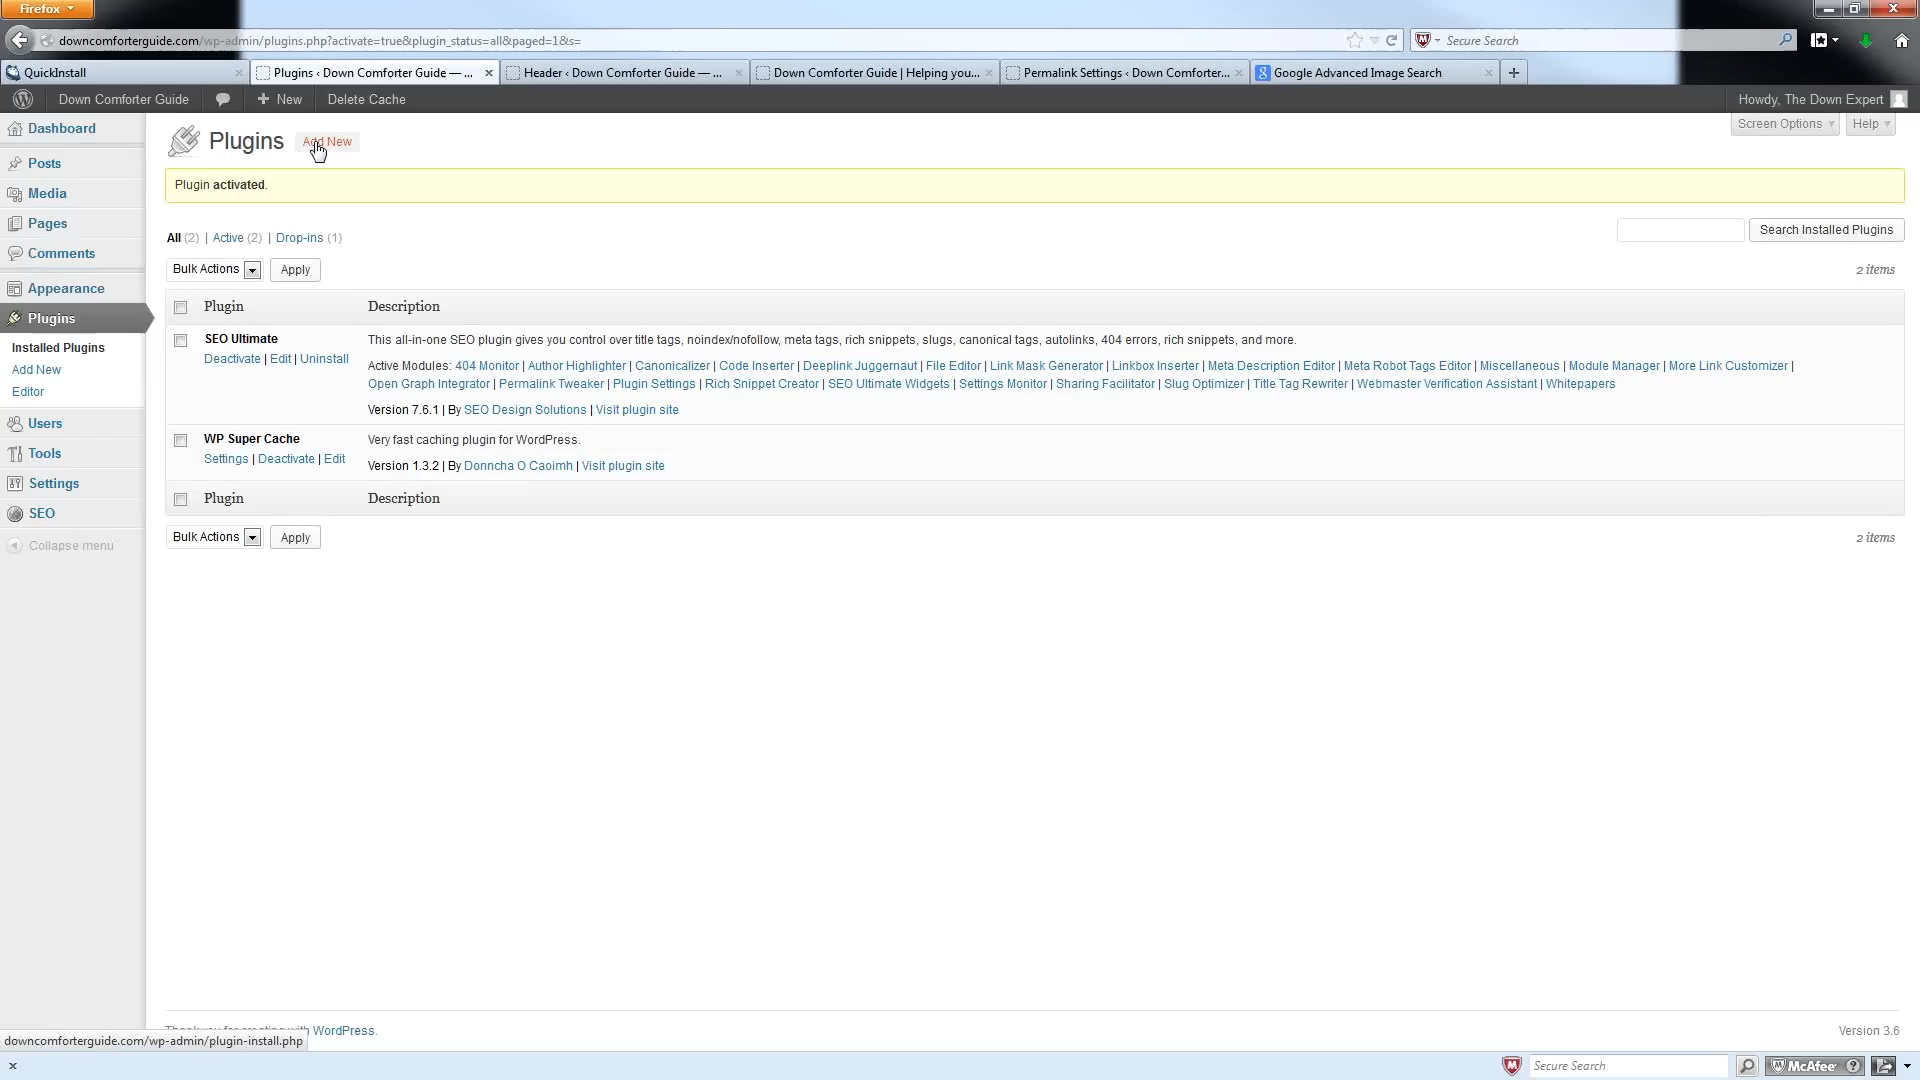 Firefox
downcomforterguide.com/wp-admin/plugins.php?activate=true&plugin_status=all&paged=1&s=
Secure Search
QuickInstall
Plugins ‹ Down Comforter Guide — ...
Header ‹ Down Comforter Guide — ...
Down Comforter Guide | Helping you...
Permalink Settings ‹ Down Comforter...
Google Advanced Image Search
Down Comforter Guide
+ New
Delete Cache
Howdy, The Down Expert
Screen Options
Help
Dashboard
Posts
Media
Pages
Comments
Appearance
Plugins
Installed Plugins
Add New
Editor
Users
Tools
Settings
SEO
Collapse menu
Plugins
Add New
Plugin activated.
All (2) | Active (2) | Drop-ins (1)
Search Installed Plugins
Bulk Actions
Apply
2 items
Plugin
Description
SEO Ultimate
Deactivate | Edit | Uninstall
This all-in-one SEO plugin gives you control over title tags, noindex/nofollow, meta tags, rich snippets, slugs, canonical tags, autolinks, 404 errors, rich snippets, and more.
Active Modules: 404 Monitor | Author Highlighter | Canonicalizer | Code Inserter | Deeplink Juggernaut | File Editor | Link Mask Generator | Linkbox Inserter | Meta Description Editor | Meta Robot Tags Editor | Miscellaneous | Module Manager | More Link Customizer |
Open Graph Integrator | Permalink Tweaker | Plugin Settings | Rich Snippet Creator | SEO Ultimate Widgets | Settings Monitor | Sharing Facilitator | Slug Optimizer | Title Tag Rewriter | Webmaster Verification Assistant | Whitepapers
Version 7.6.1 | By SEO Design Solutions | Visit plugin site
WP Super Cache
Settings | Deactivate | Edit
Very fast caching plugin for WordPress.
Version 1.3.2 | By Donncha O Caoimh | Visit plugin site
Plugin
Description
Bulk Actions
Apply
2 items
Thank you for creating with WordPress.
Version 3.6
downcomforterguide.com/wp-admin/plugin-install.php
Secure Search
McAfee